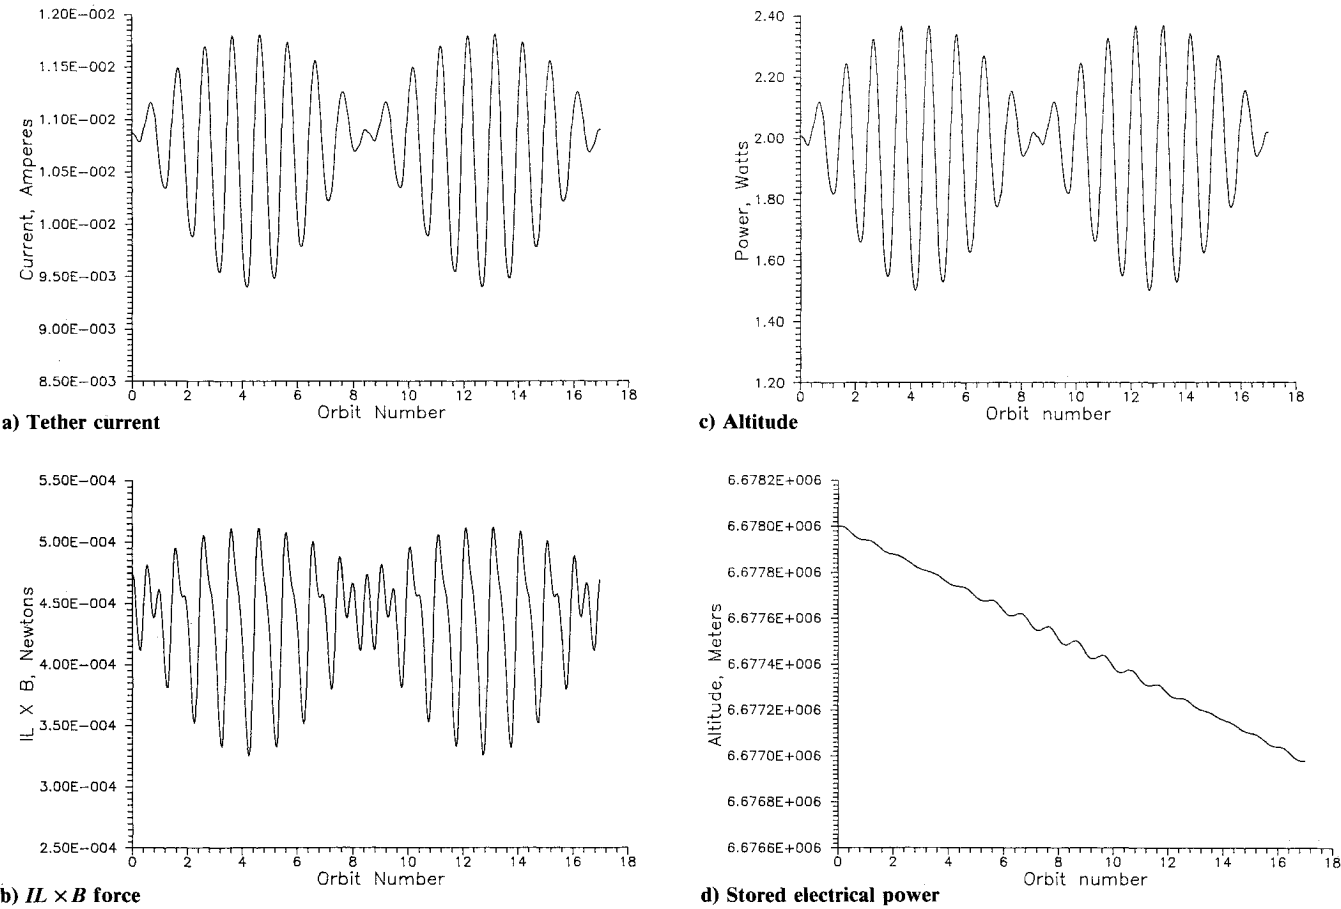 1.20E−002
1.15E−002
1.10E−002
1.05E−002
1.00E−002
9.50E−003
9.00E−003
8.50E−003
Current, Amperes
0 2 4 6 8 10 12 14 16 18
Orbit Number
a) Tether current
2.40
2.20
2.00
1.80
1.60
1.40
1.20
Power, Watts
0 2 4 6 8 10 12 14 16 18
Orbit number
c) Altitude
5.50E−004
5.00E−004
4.50E−004
4.00E−004
3.50E−004
3.00E−004
2.50E−004
IL X B, Newtons
0 2 4 6 8 10 12 14 16 18
Orbit Number
b) IL × B force
6.6782E+006
6.6780E+006
6.6778E+006
6.6776E+006
6.6774E+006
6.6772E+006
6.6770E+006
6.6768E+006
6.6766E+006
Altitude, Meters
0 2 4 6 8 10 12 14 16 18
Orbit number
d) Stored electrical power